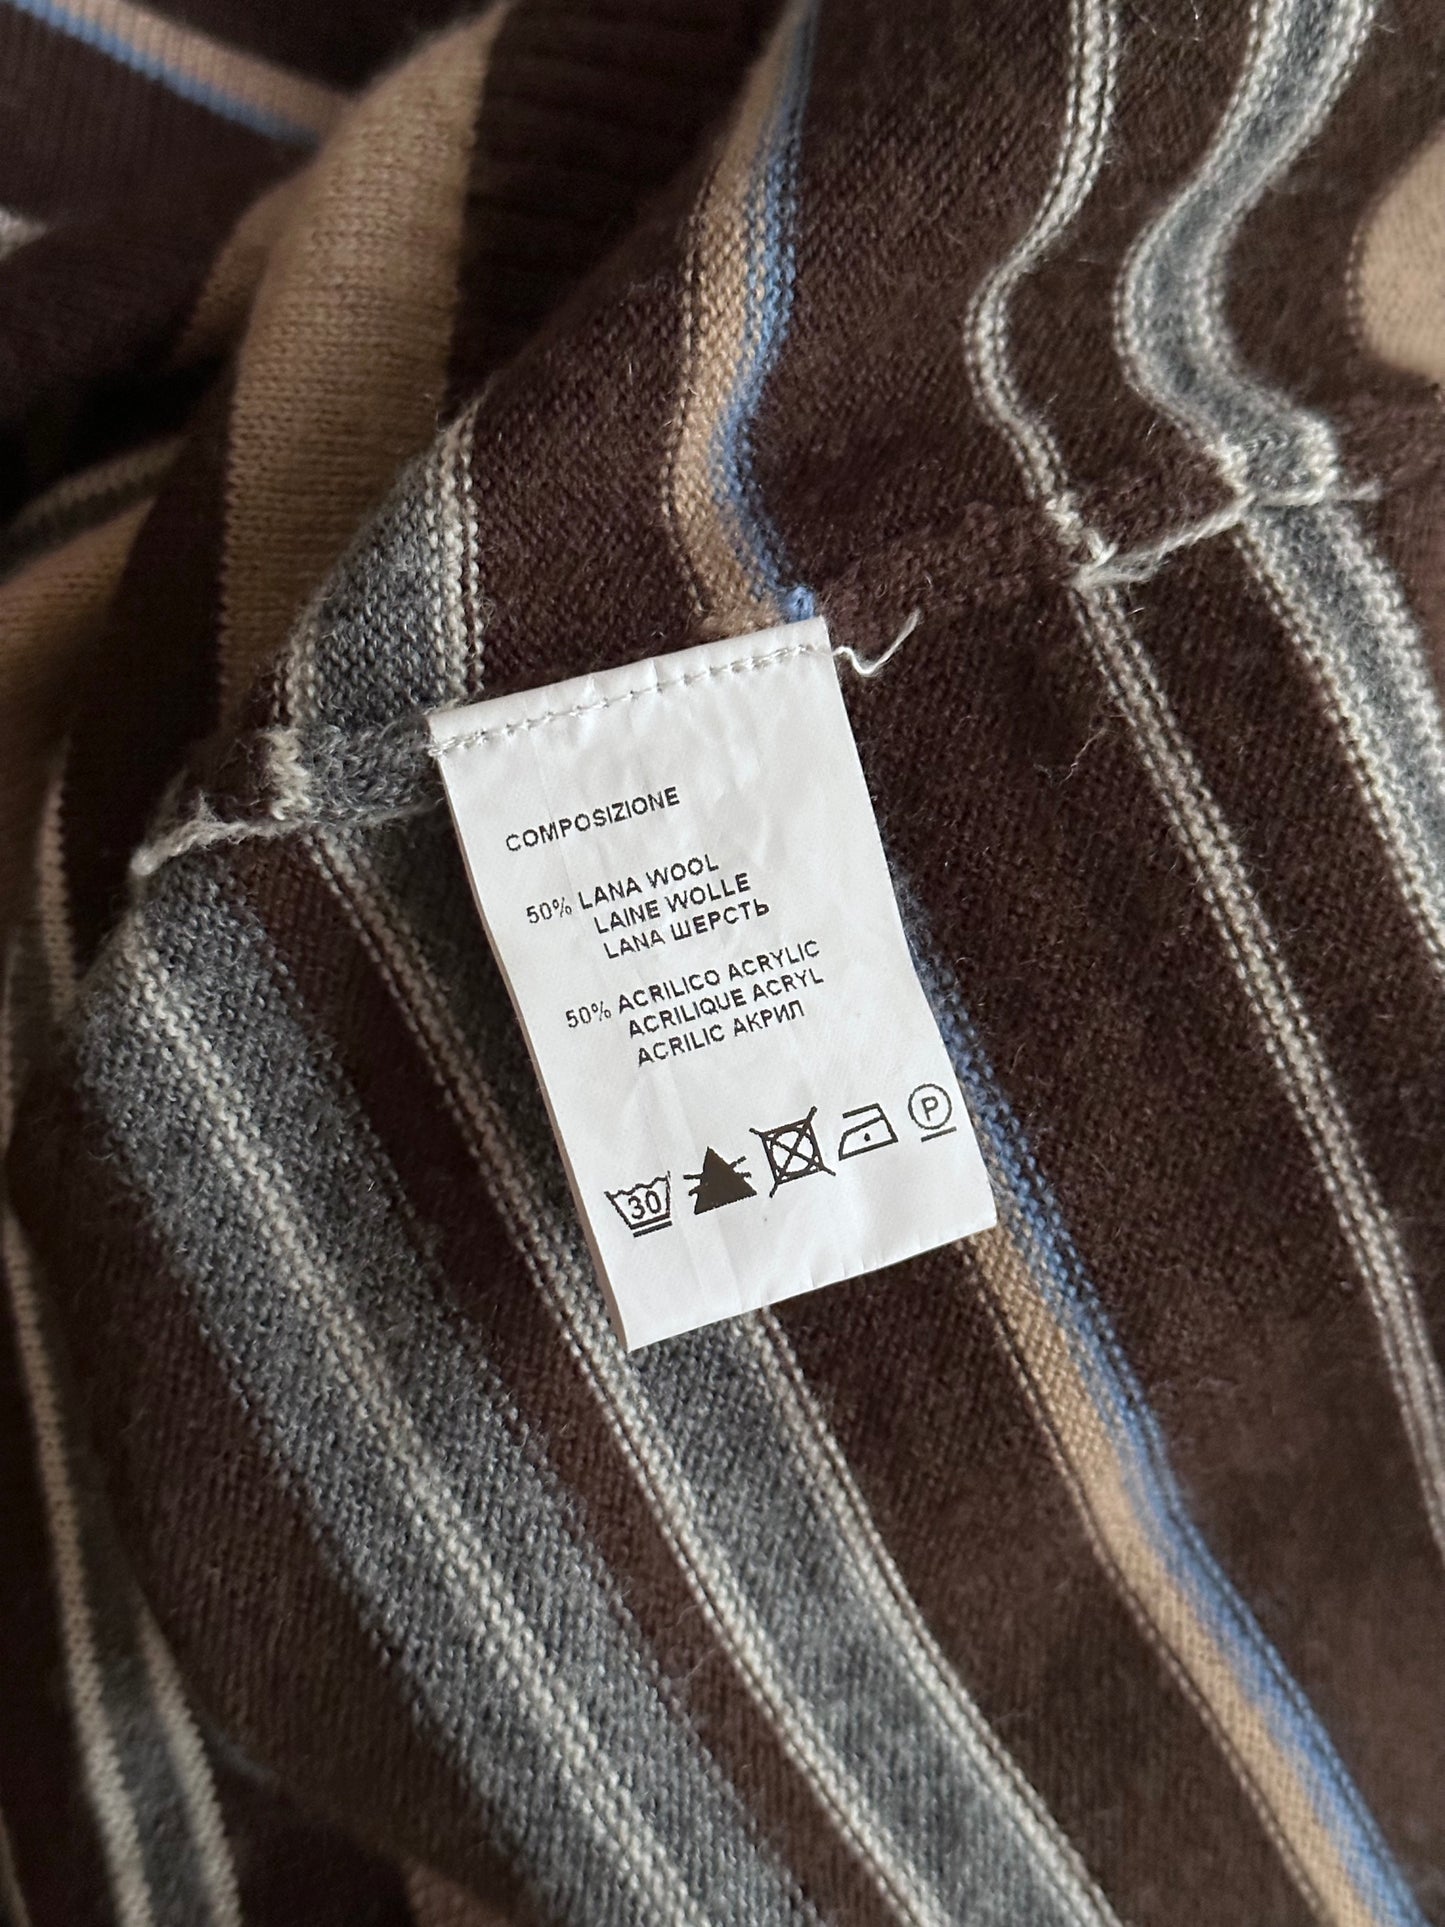 COMPOSIZIONE
50% LANA WOOL
LAINE WOLLE
LANA ШЕРСТЬ
50% ACRILICO ACRYLIC
ACRILIQUE ACRYL
ACRILIC АКРИЛ
30 P